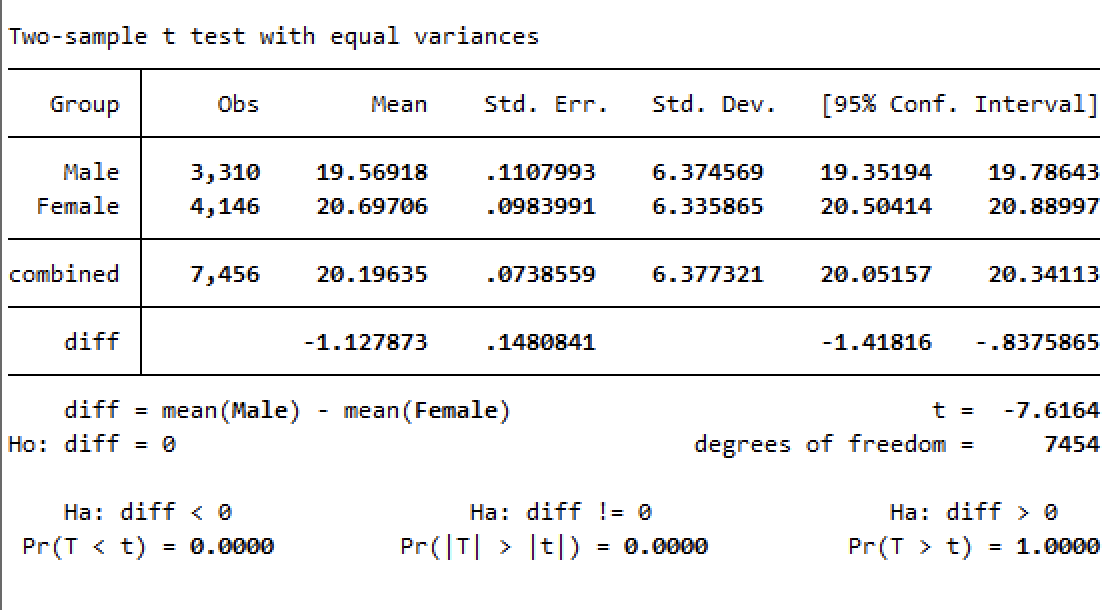 Two-sample t test with equal variances
Group Obs Mean Std. Err. Std. Dev. [95% Conf. Interval]
Male 3,310 19.56918 .1107993 6.374569 19.35194 19.78643
Female 4,146 20.69706 .0983991 6.335865 20.50414 20.88997
combined 7,456 20.19635 .0738559 6.377321 20.05157 20.34113
diff -1.127873 .1480841 -1.41816 -.8375865
diff = mean(Male) - mean(Female) t = -7.6164
Ho: diff = 0 degrees of freedom = 7454
Ha: diff < 0 Ha: diff != 0 Ha: diff > 0
Pr(T < t) = 0.0000 Pr(|T| > |t|) = 0.0000 Pr(T > t) = 1.0000